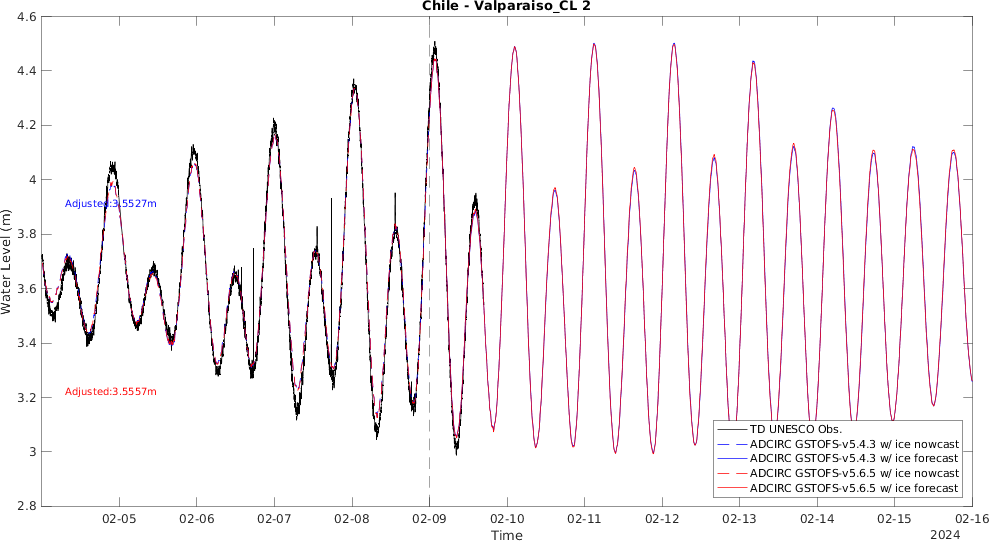 Chile - Valparaiso_CL 2
4.6
4.4
4.2
4
3.8
3.6
3.4
3.2
3
2.8
Water Level (m)
Adjusted:3.5527m
Adjusted:3.5557m
TD UNESCO Obs.
ADCIRC GSTOFS-v5.4.3 w/ ice nowcast
ADCIRC GSTOFS-v5.4.3 w/ ice forecast
ADCIRC GSTOFS-v5.6.5 w/ ice nowcast
ADCIRC GSTOFS-v5.6.5 w/ ice forecast
02-05 02-06 02-07 02-08 02-09 02-10 02-11 02-12 02-13 02-14 02-15 02-16
Time
2024